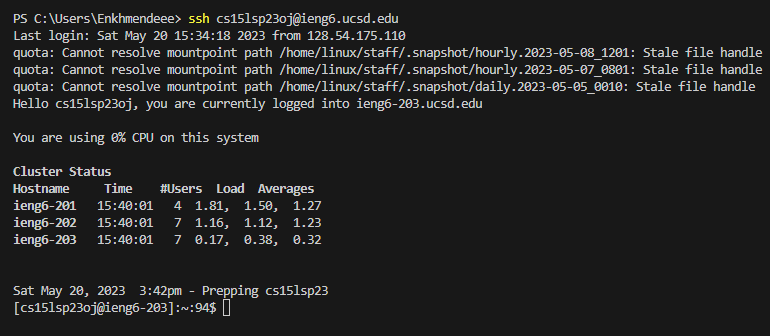 PS C:\Users\Enkhmendeee> ssh cs15lsp23oj@ieng6.ucsd.edu
Last login: Sat May 20 15:34:18 2023 from 128.54.175.110
quota: Cannot resolve mountpoint path /home/linux/staff/.snapshot/hourly.2023-05-08_1201: Stale file handle
quota: Cannot resolve mountpoint path /home/linux/staff/.snapshot/hourly.2023-05-07_0801: Stale file handle
quota: Cannot resolve mountpoint path /home/linux/staff/.snapshot/daily.2023-05-05_0010: Stale file handle
Hello cs15lsp23oj, you are currently logged into ieng6-203.ucsd.edu
You are using 0% CPU on this system
Cluster Status
Hostname Time #Users Load Averages
ieng6-201 15:40:01 4 1.81, 1.50, 1.27
ieng6-202 15:40:01 7 1.16, 1.12, 1.23
ieng6-203 15:40:01 7 0.17, 0.38, 0.32
Sat May 20, 2023 3:42pm - Prepping cs15lsp23
[cs15lsp23oj@ieng6-203]:~:94$